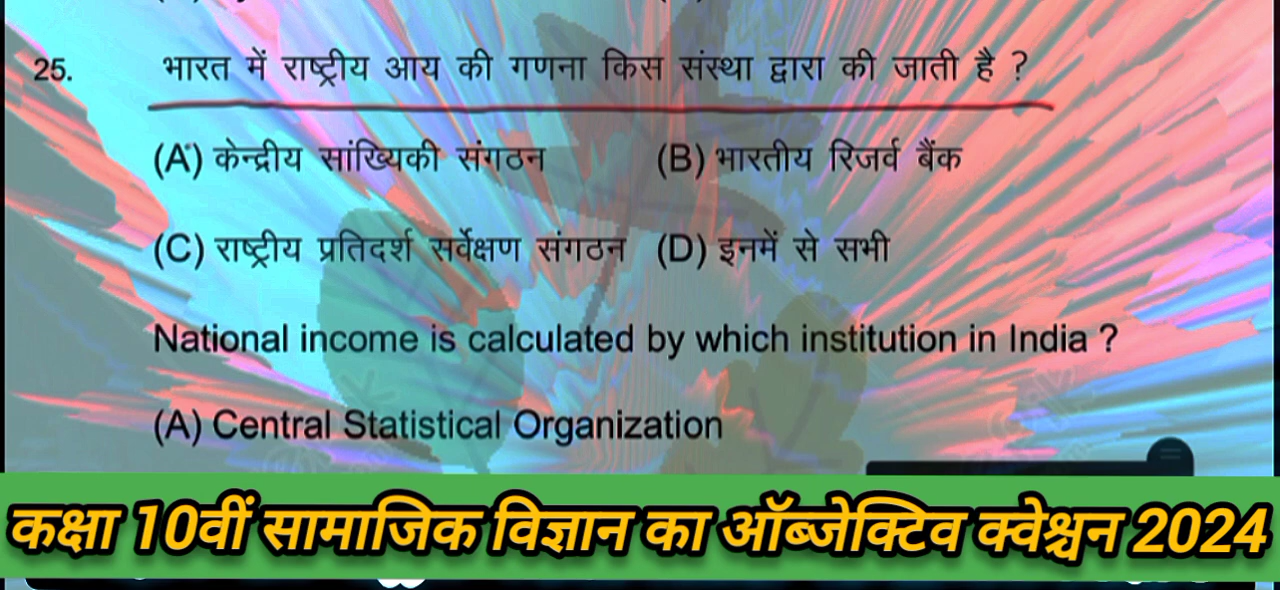 25. भारत में राष्ट्रीय आय की गणना किस संस्था द्वारा की जाती है ?
(A) केन्द्रीय सांख्यिकी संगठन (B) भारतीय रिजर्व बैंक
(C) राष्ट्रीय प्रतिदर्श सर्वेक्षण संगठन (D) इनमें से सभी
National income is calculated by which institution in India ?
(A) Central Statistical Organization
कक्षा 10वीं सामाजिक विज्ञान का ऑब्जेक्टिव क्वेश्चन 2024